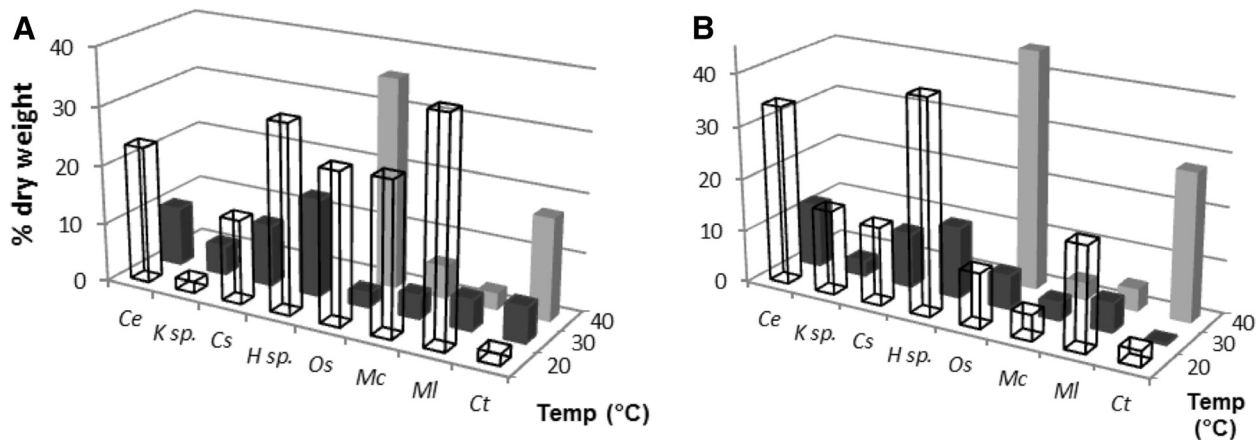 A
% dry weight
40
30
20
10
0
Ce
K sp.
Cs
H sp.
Os
Mc
Ml
Ct
20
30
40
Temp (°C)
B
40
30
20
10
0
Ce
K sp.
Cs
H sp.
Os
Mc
Ml
Ct
20
30
40
Temp
(°C)